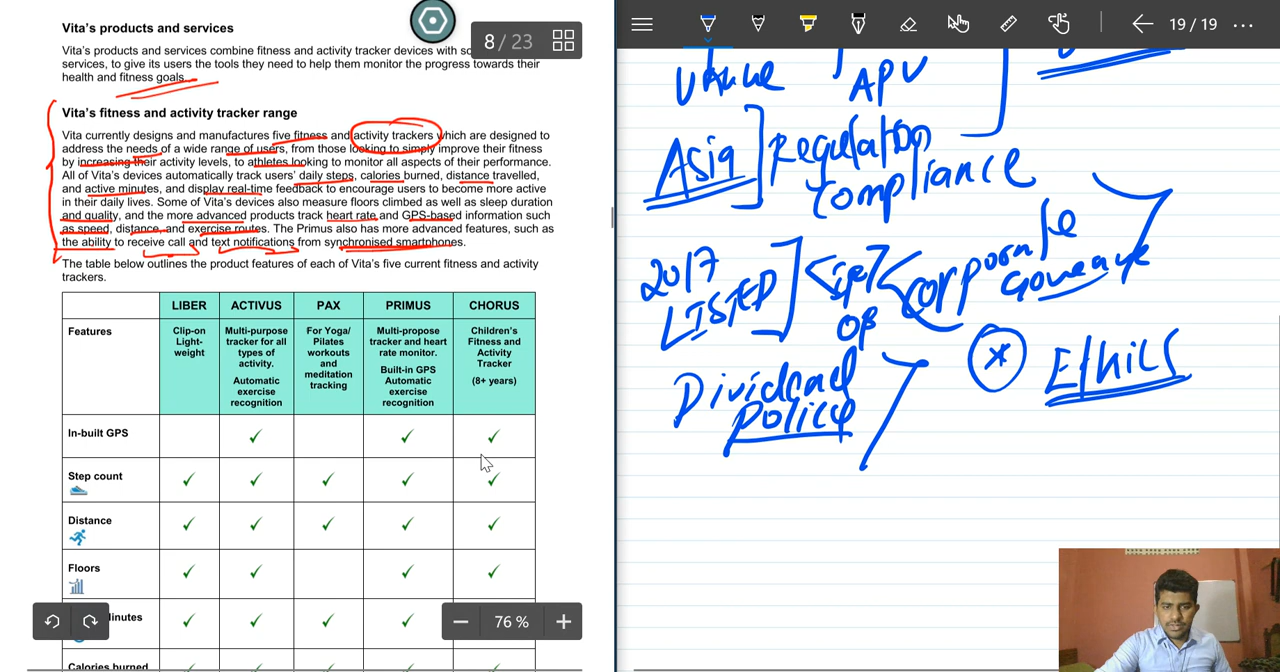 Vita's products and services
Vita's products and services combine fitness and activity tracker devices with
services, to give its users the tools they need to help them monitor the progress towards their
health and fitness goals.
Vita's fitness and activity tracker range
Vita currently designs and manufactures five fitness and activity trackers which are designed to
address the needs of a wide range of users, from those looking to simply improve their fitness
by increasing their activity levels, to athletes looking to monitor all aspects of their performance.
All of Vita's devices automatically track users' daily steps, calories burned, distance travelled,
and active minutes, and display real-time feedback to encourage users to become more active
in their daily lives. Some of Vita's devices also measure floors climbed as well as sleep duration
and quality, and the more advanced products track heart rate and GPS-based information such
as speed, distance and exercise routes. The Primus also has more advanced features, such as
the ability to receive call and text notifications from synchronised smartphones.
The table below outlines the product features of each of Vita's five current fitness and activity
trackers.
LIBER ACTIVUS PAX PRIMUS CHORUS
Features
Clip-on
Light-
weight
Multi-purpose
tracker for all
types of
activity.
Automatic
exercise
recognition
For Yoga/
Pilates
workouts
and
meditation
tracking
Multi-propose
tracker and heart
rate monitor.
Built-in GPS
Automatic
exercise
recognition
Children's
Fitness and
Activity
Tracker
(8+ years)
In-built GPS ✓ ✓ ✓
Step count ✓ ✓ ✓ ✓ ✓
Distance ✓ ✓ ✓ ✓ ✓
Floors ✓ ✓ ✓ ✓
inutes ✓ ✓ ✓ ✓
Calories burned
8 / 23
76 %
19 / 19
Value
APV
Asia
Regulation
Compliance
2017
LISTED
Corporate
Dividend
Policy
Ethics